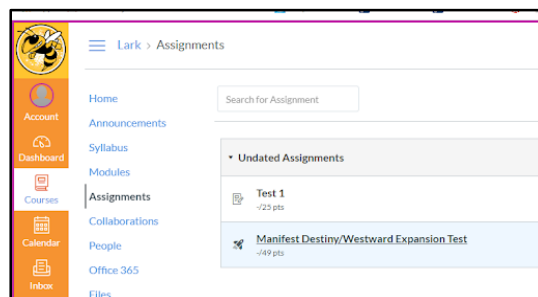 Lark > Assignments
Account
Dashboard
Courses
Calendar
Inbox
Home
Announcements
Syllabus
Modules
Assignments
Collaborations
People
Office 365
Files
Search for Assignment
Undated Assignments
Test 1
-/25 pts
Manifest Destiny/Westward Expansion Test
-/49 pts